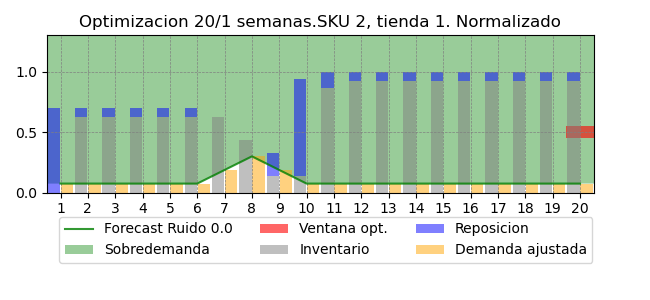 Optimizacion 20/1 semanas.SKU 2, tienda 1. Normalizado
1.0
0.5
0.0
1 2 3 4 5 6 7 8 9 10 11 12 13 14 15 16 17 18 19 20
Forecast Ruido 0.0 Ventana opt. Reposicion
Sobredemanda Inventario Demanda ajustada